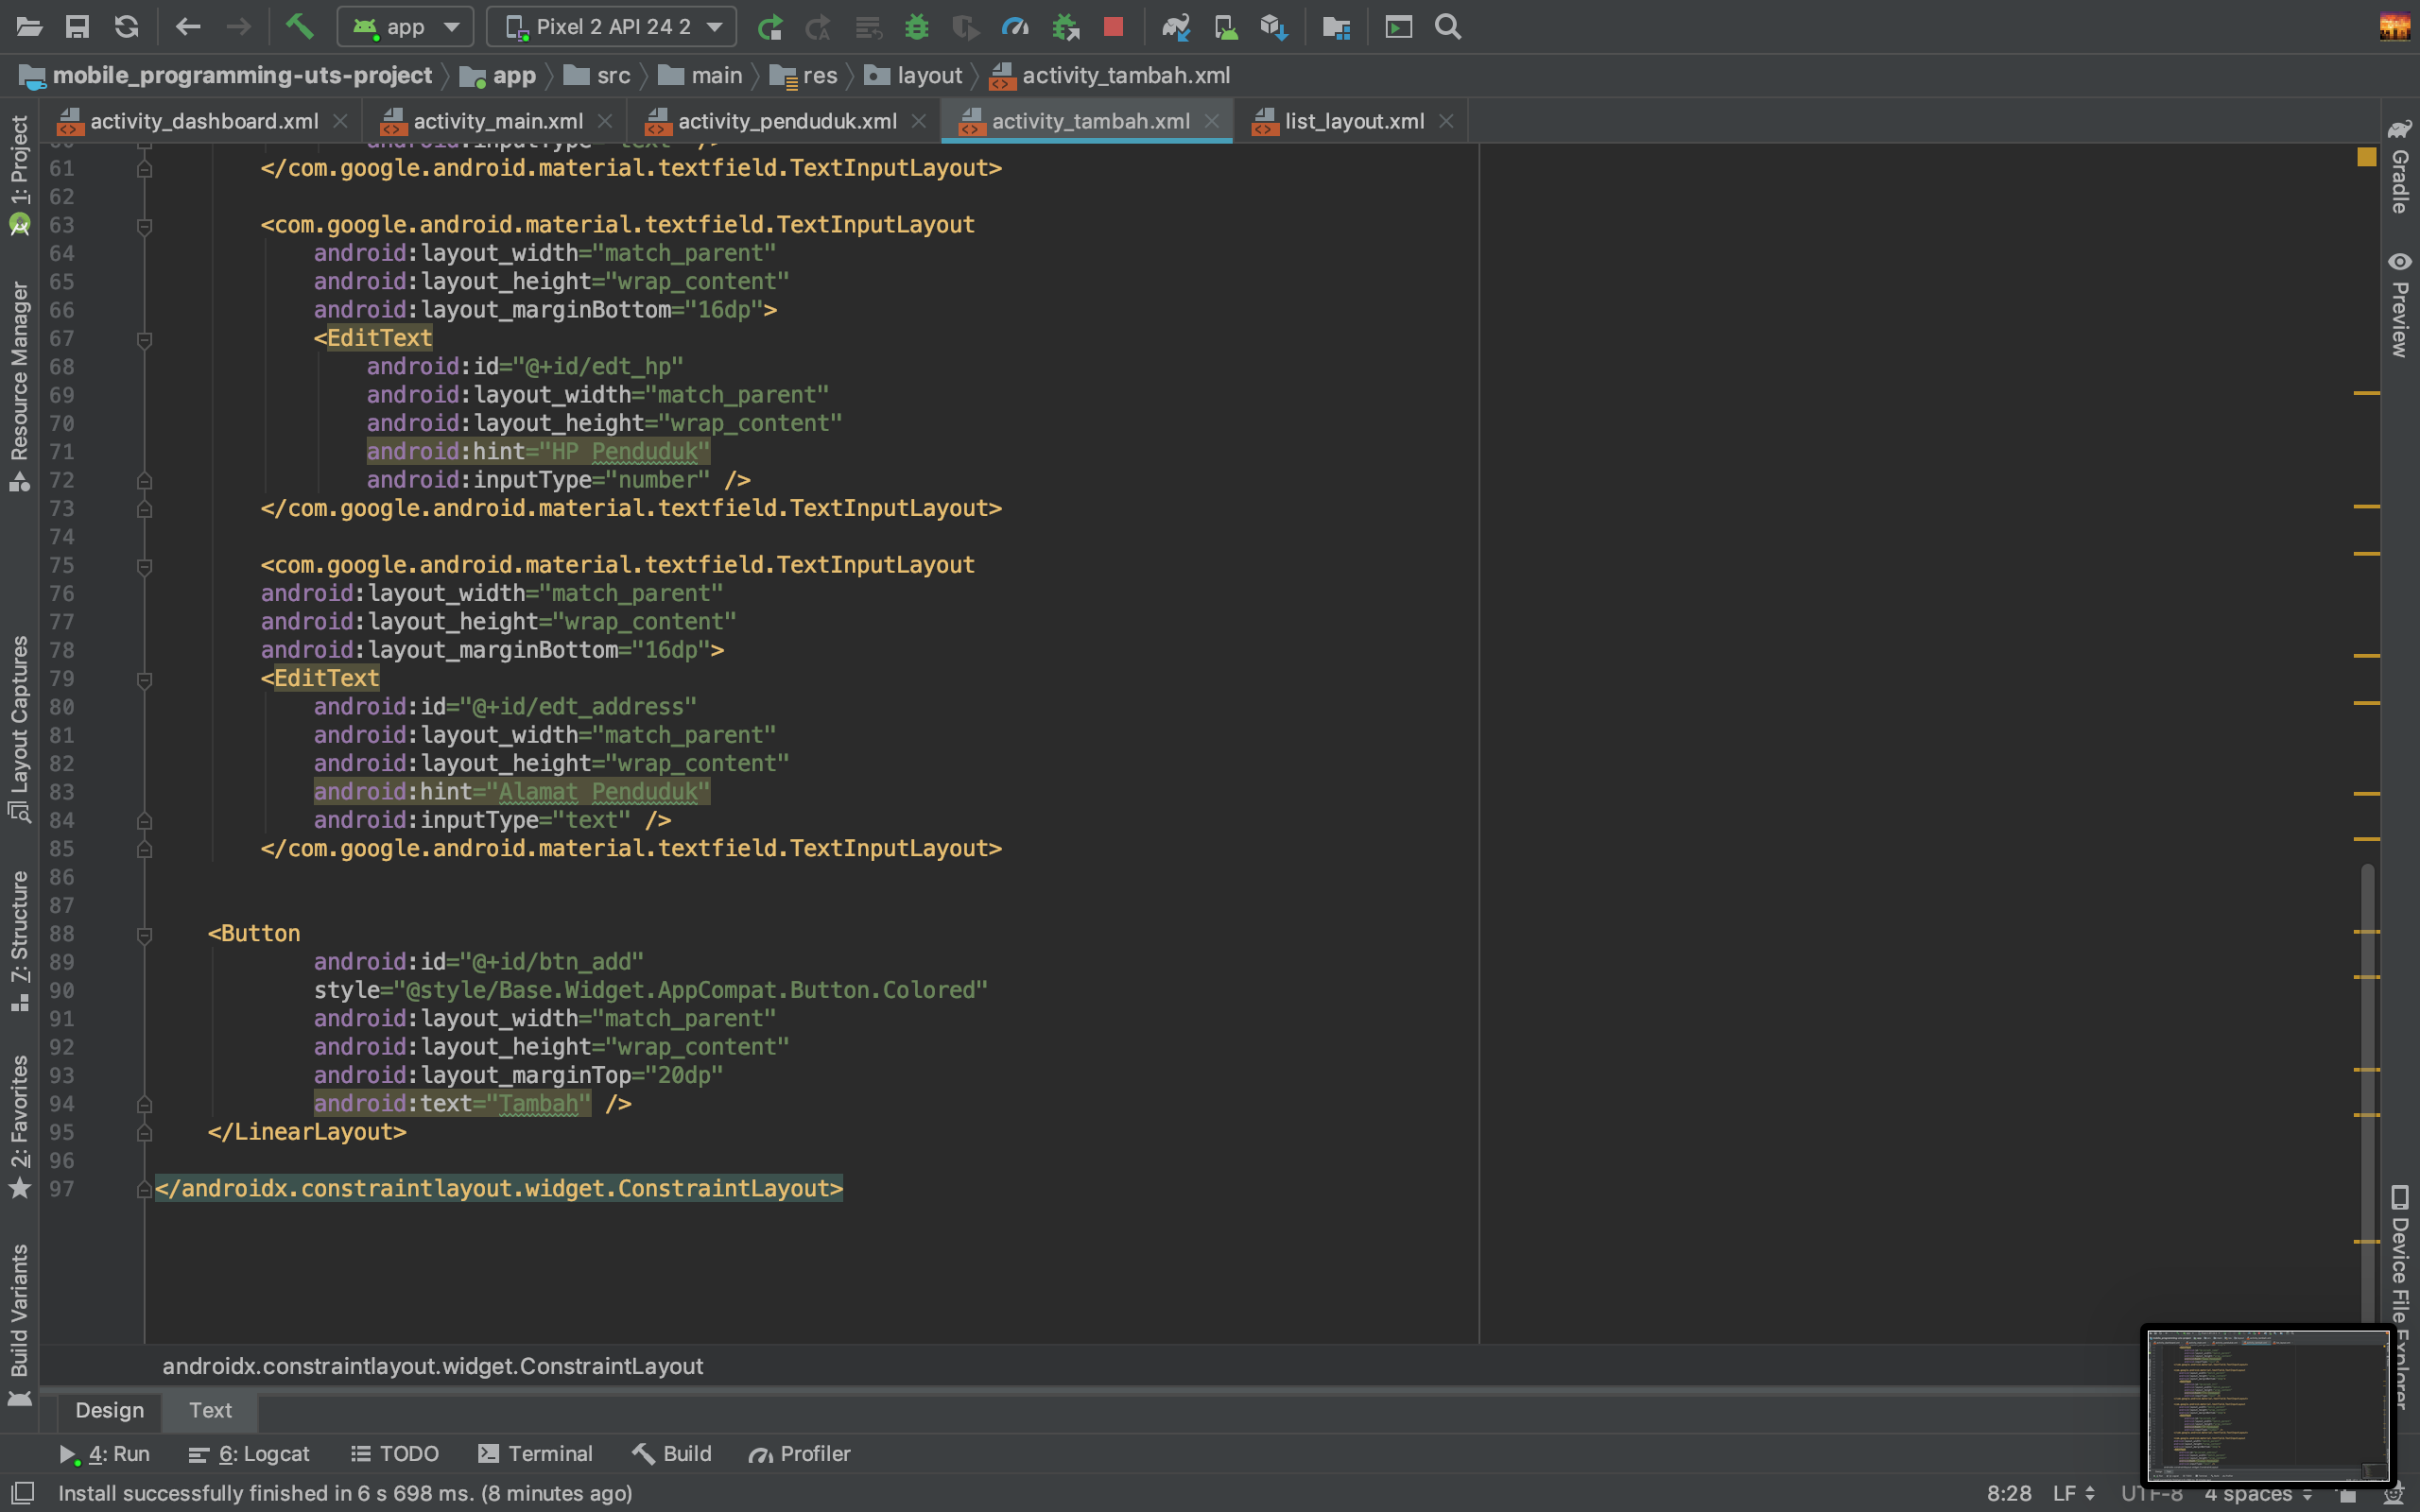 app
Pixel 2 API 24 2
mobile_programming-uts-project
app
src
main
res
layout
activity_tambah.xml
activity_dashboard.xml
activity_main.xml
activity_penduduk.xml
activity_tambah.xml
list_layout.xml
61 </com.google.android.material.textfield.TextInputLayout>
62
63 <com.google.android.material.textfield.TextInputLayout
64 android:layout_width="match_parent"
65 android:layout_height="wrap_content"
66 android:layout_marginBottom="16dp">
67 <EditText
68 android:id="@+id/edt_hp"
69 android:layout_width="match_parent"
70 android:layout_height="wrap_content"
71 android:hint="HP Penduduk"
72 android:inputType="number" />
73 </com.google.android.material.textfield.TextInputLayout>
74
75 <com.google.android.material.textfield.TextInputLayout
76 android:layout_width="match_parent"
77 android:layout_height="wrap_content"
78 android:layout_marginBottom="16dp">
79 <EditText
80 android:id="@+id/edt_address"
81 android:layout_width="match_parent"
82 android:layout_height="wrap_content"
83 android:hint="Alamat Penduduk"
84 android:inputType="text" />
85 </com.google.android.material.textfield.TextInputLayout>
86
87
88 <Button
89 android:id="@+id/btn_add"
90 style="@style/Base.Widget.AppCompat.Button.Colored"
91 android:layout_width="match_parent"
92 android:layout_height="wrap_content"
93 android:layout_marginTop="20dp"
94 android:text="Tambah" />
95 </LinearLayout>
96
97 </androidx.constraintlayout.widget.ConstraintLayout>
androidx.constraintlayout.widget.ConstraintLayout
Design
Text
4: Run
6: Logcat
TODO
Terminal
Build
Profiler
Install successfully finished in 6 s 698 ms. (8 minutes ago)
8:28
LF
UTF-8
4 spaces
1: Project
Resource Manager
Layout Captures
7: Structure
2: Favorites
Build Variants
Gradle
Preview
Device File Explorer